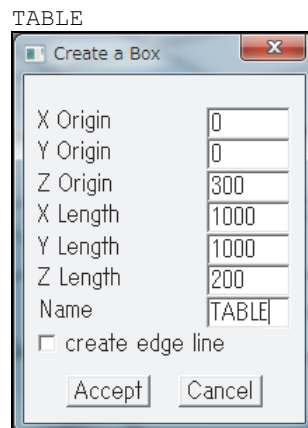 TABLE
Create a Box
X Origin 0
Y Origin 0
Z Origin 300
X Length 1000
Y Length 1000
Z Length 200
Name TABLE
create edge line
Accept Cancel